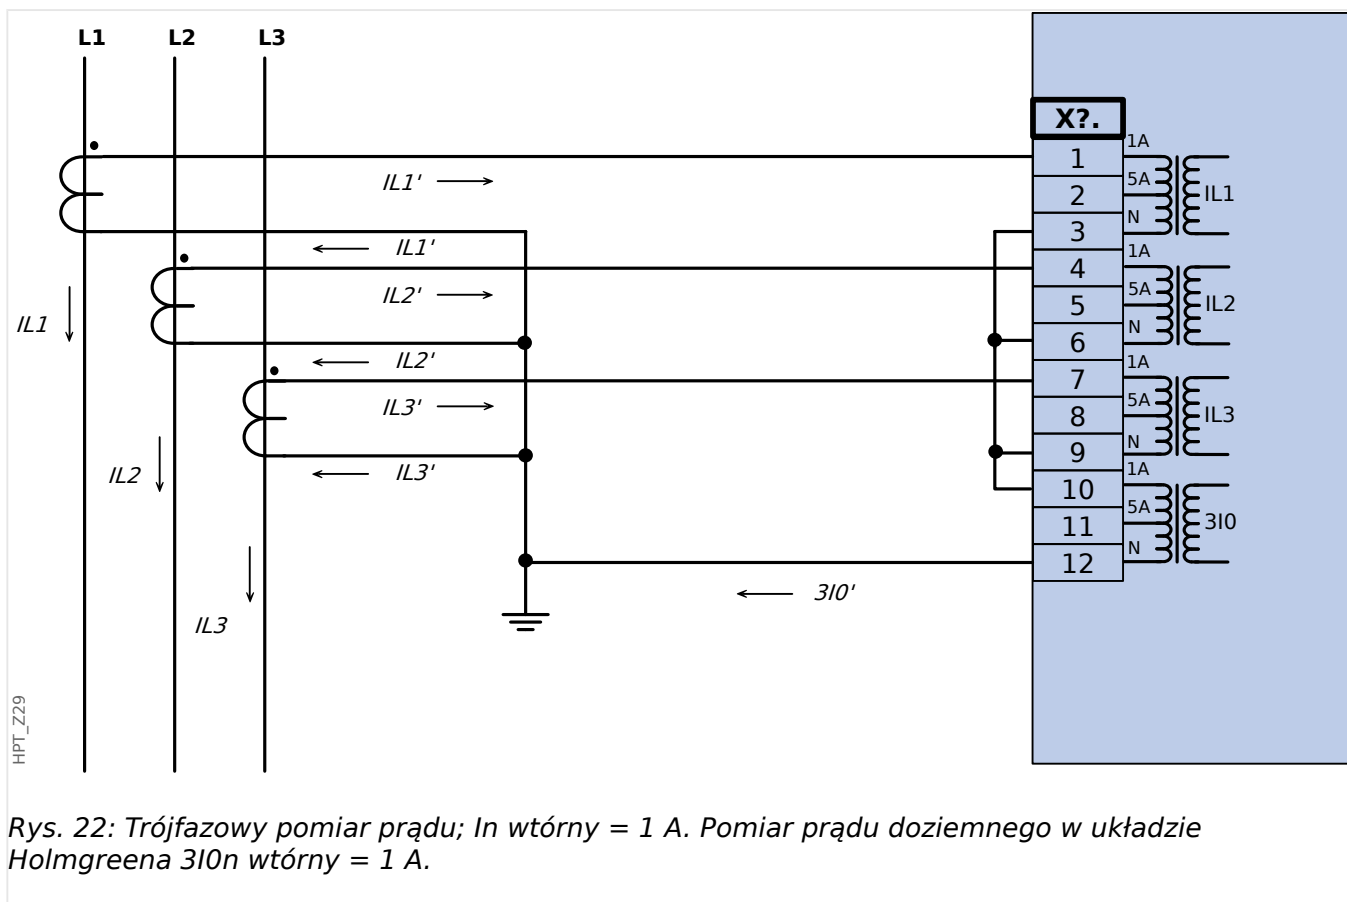 L1 L2 L3
X?.
1
2
3
4
5
6
7
8
9
10
11
12
1A
5A
N
IL1
1A
5A
N
IL2
1A
5A
N
IL3
1A
5A
N
3I0
IL1'
IL1'
IL2'
IL2'
IL3'
IL3'
3I0'
IL1
IL2
IL3
HPT_Z29
Rys. 22: Trójfazowy pomiar prądu; In wtórny = 1 A. Pomiar prądu doziemnego w układzie
Holmgreena 3I0n wtórny = 1 A.